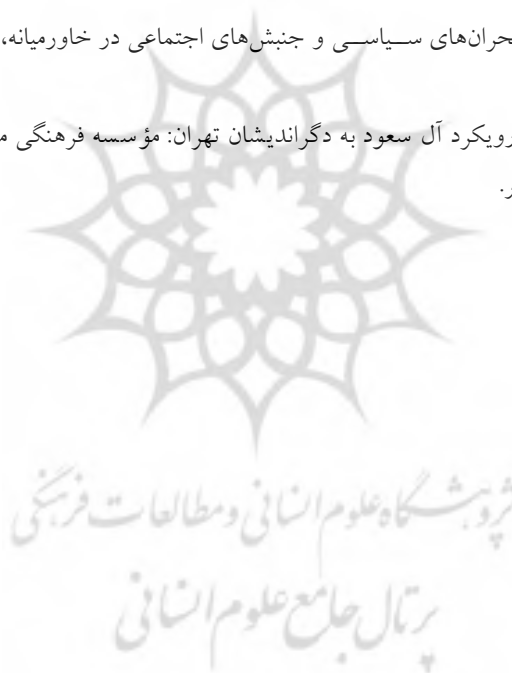 حران‌های سیاسی و جنبش‌های اجتماعی در خاورمیانه،
رویکرد آل سعود به دگراندیشان تهران: مؤسسه فرهنگی
ر.
پژوهشگاه علوم انسانی و مطالعات فرهنگی
پرتال جامع علوم انسانی